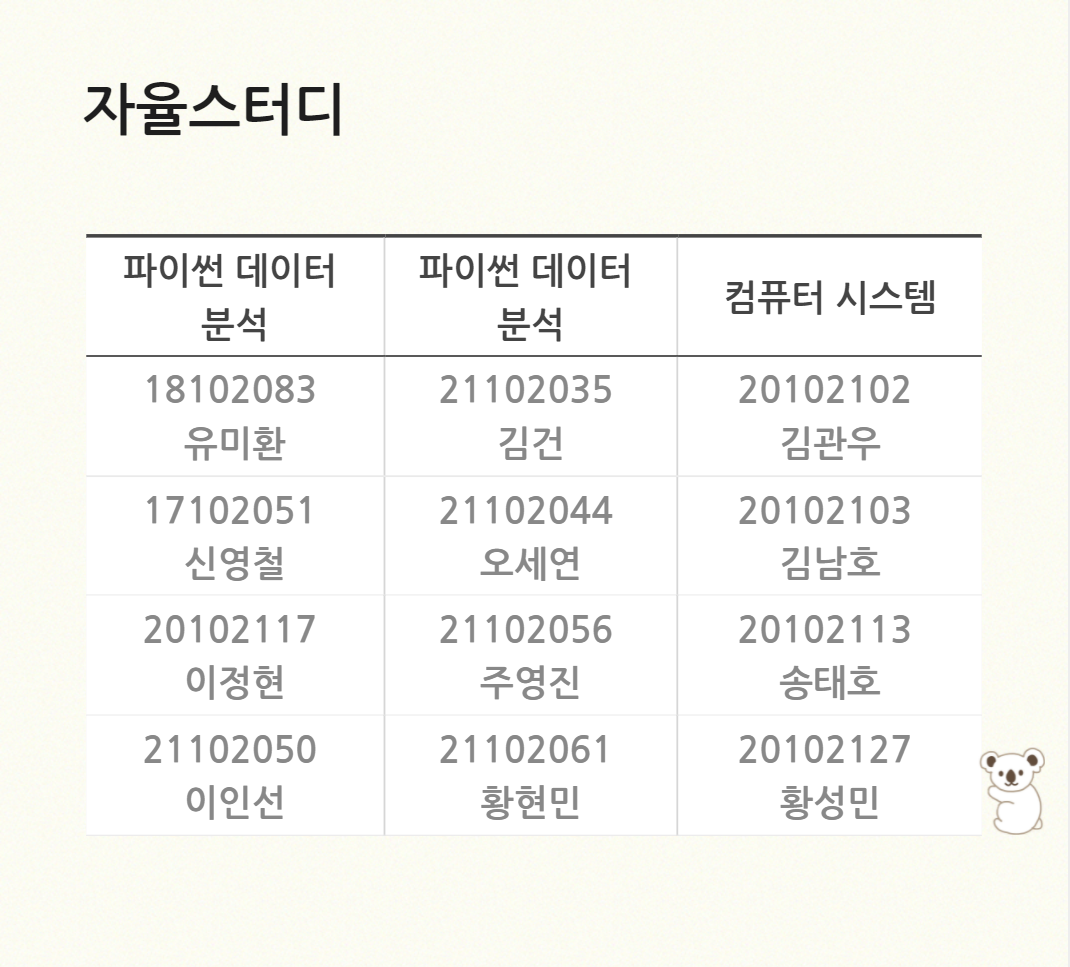 자율스터디
파이썬 데이터 파이썬 데이터 컴퓨터 시스템
분석 분석
18102083 21102035 20102102
유미환 김건 김관우
17102051 21102044 20102103
신영철 오세연 김남호
20102117 21102056 20102113
이정현 주영진 송태호
21102050 21102061 20102127
이인선 황현민 황성민